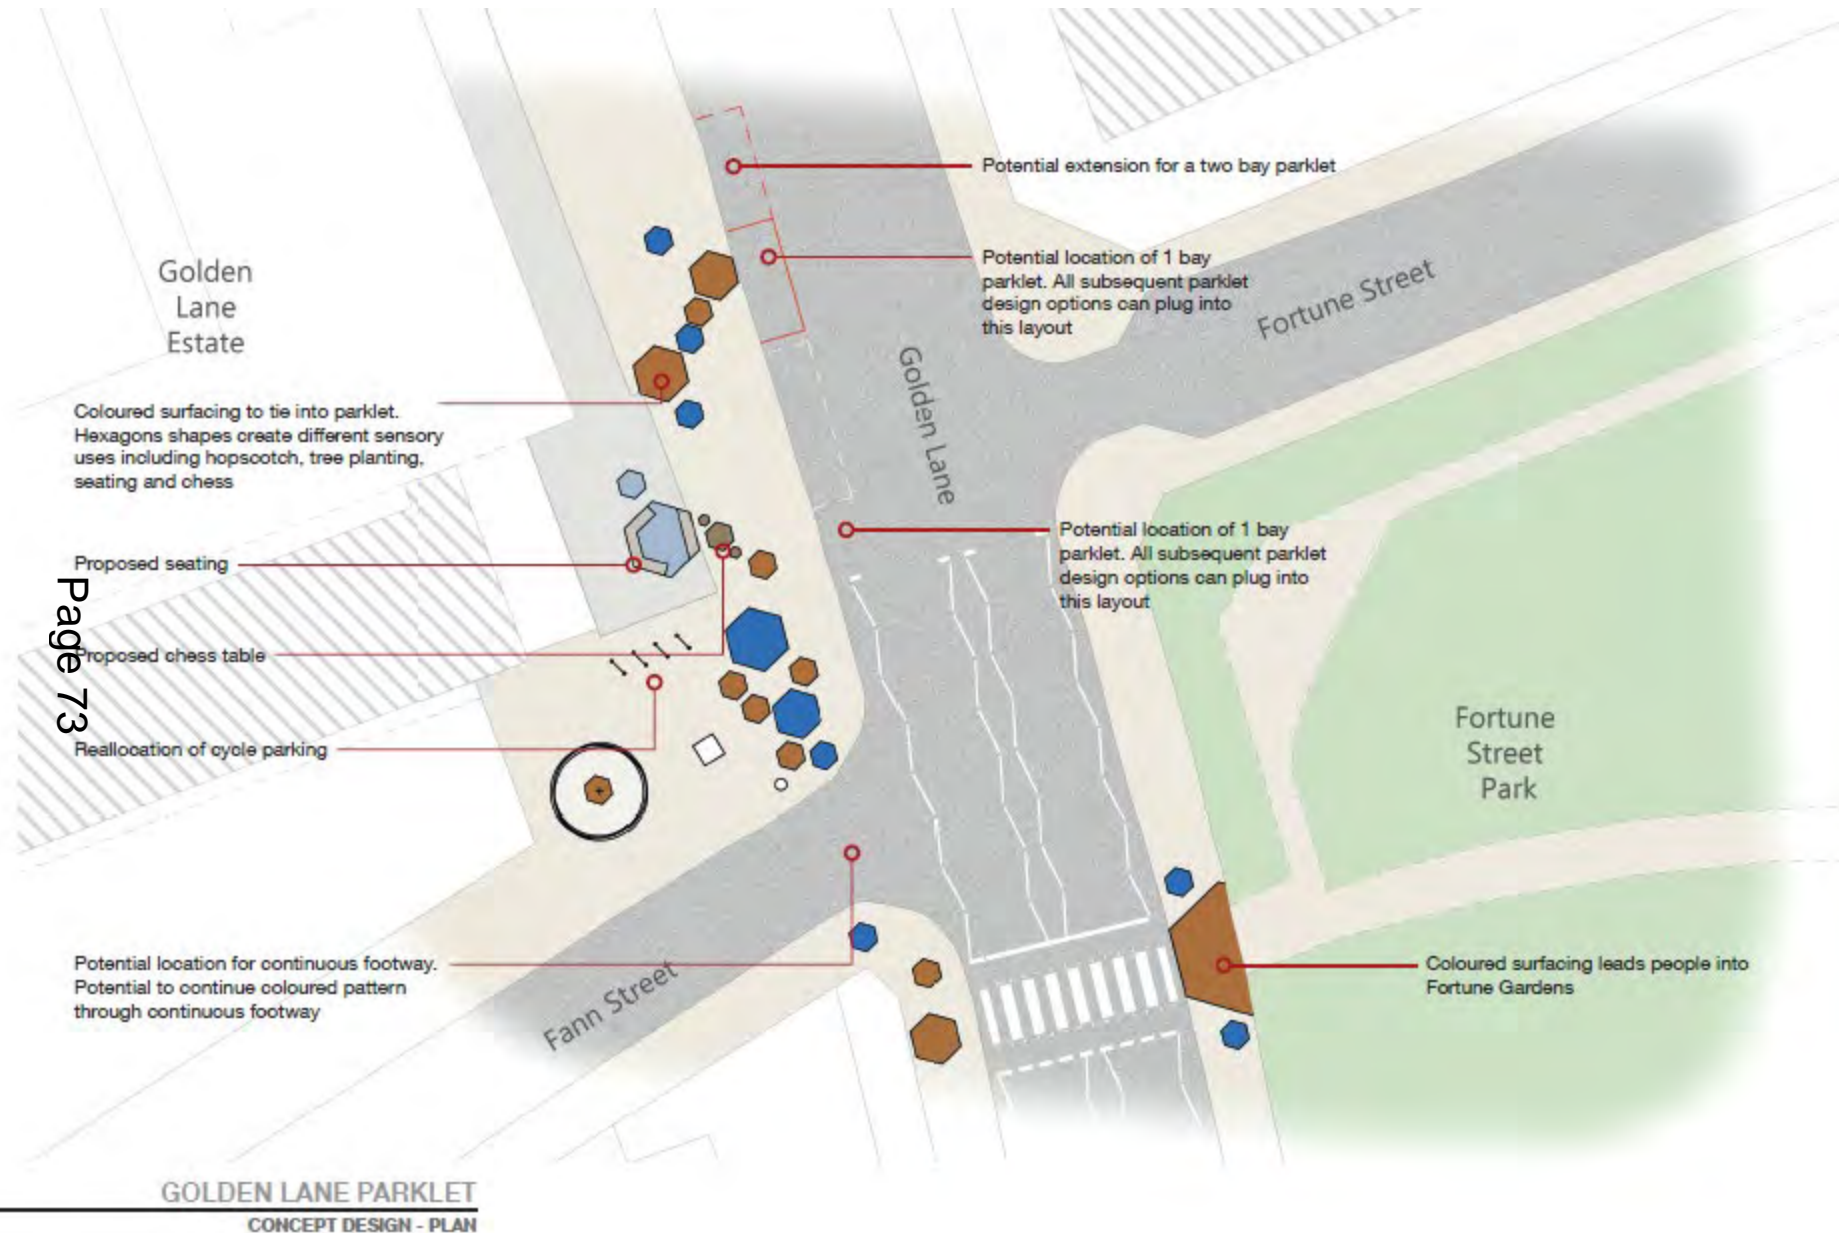 Potential extension for a two bay parklet
Potential location of 1 bay
parklet. All subsequent parklet
design options can plug into
this layout
Fortune Street
Golden
Lane
Estate
Golden Lane
Coloured surfacing to tie into parklet.
Hexagons shapes create different sensory
uses including hopscotch, tree planting,
seating and chess
Potential location of 1 bay
parklet. All subsequent parklet
design options can plug into
this layout
Proposed seating
Page 73
Proposed chess table
Reallocation of cycle parking
Fortune
Street
Park
Potential location for continuous footway.
Potential to continue coloured pattern
through continuous footway
Fann Street
Coloured surfacing leads people into
Fortune Gardens
GOLDEN LANE PARKLET
CONCEPT DESIGN - PLAN